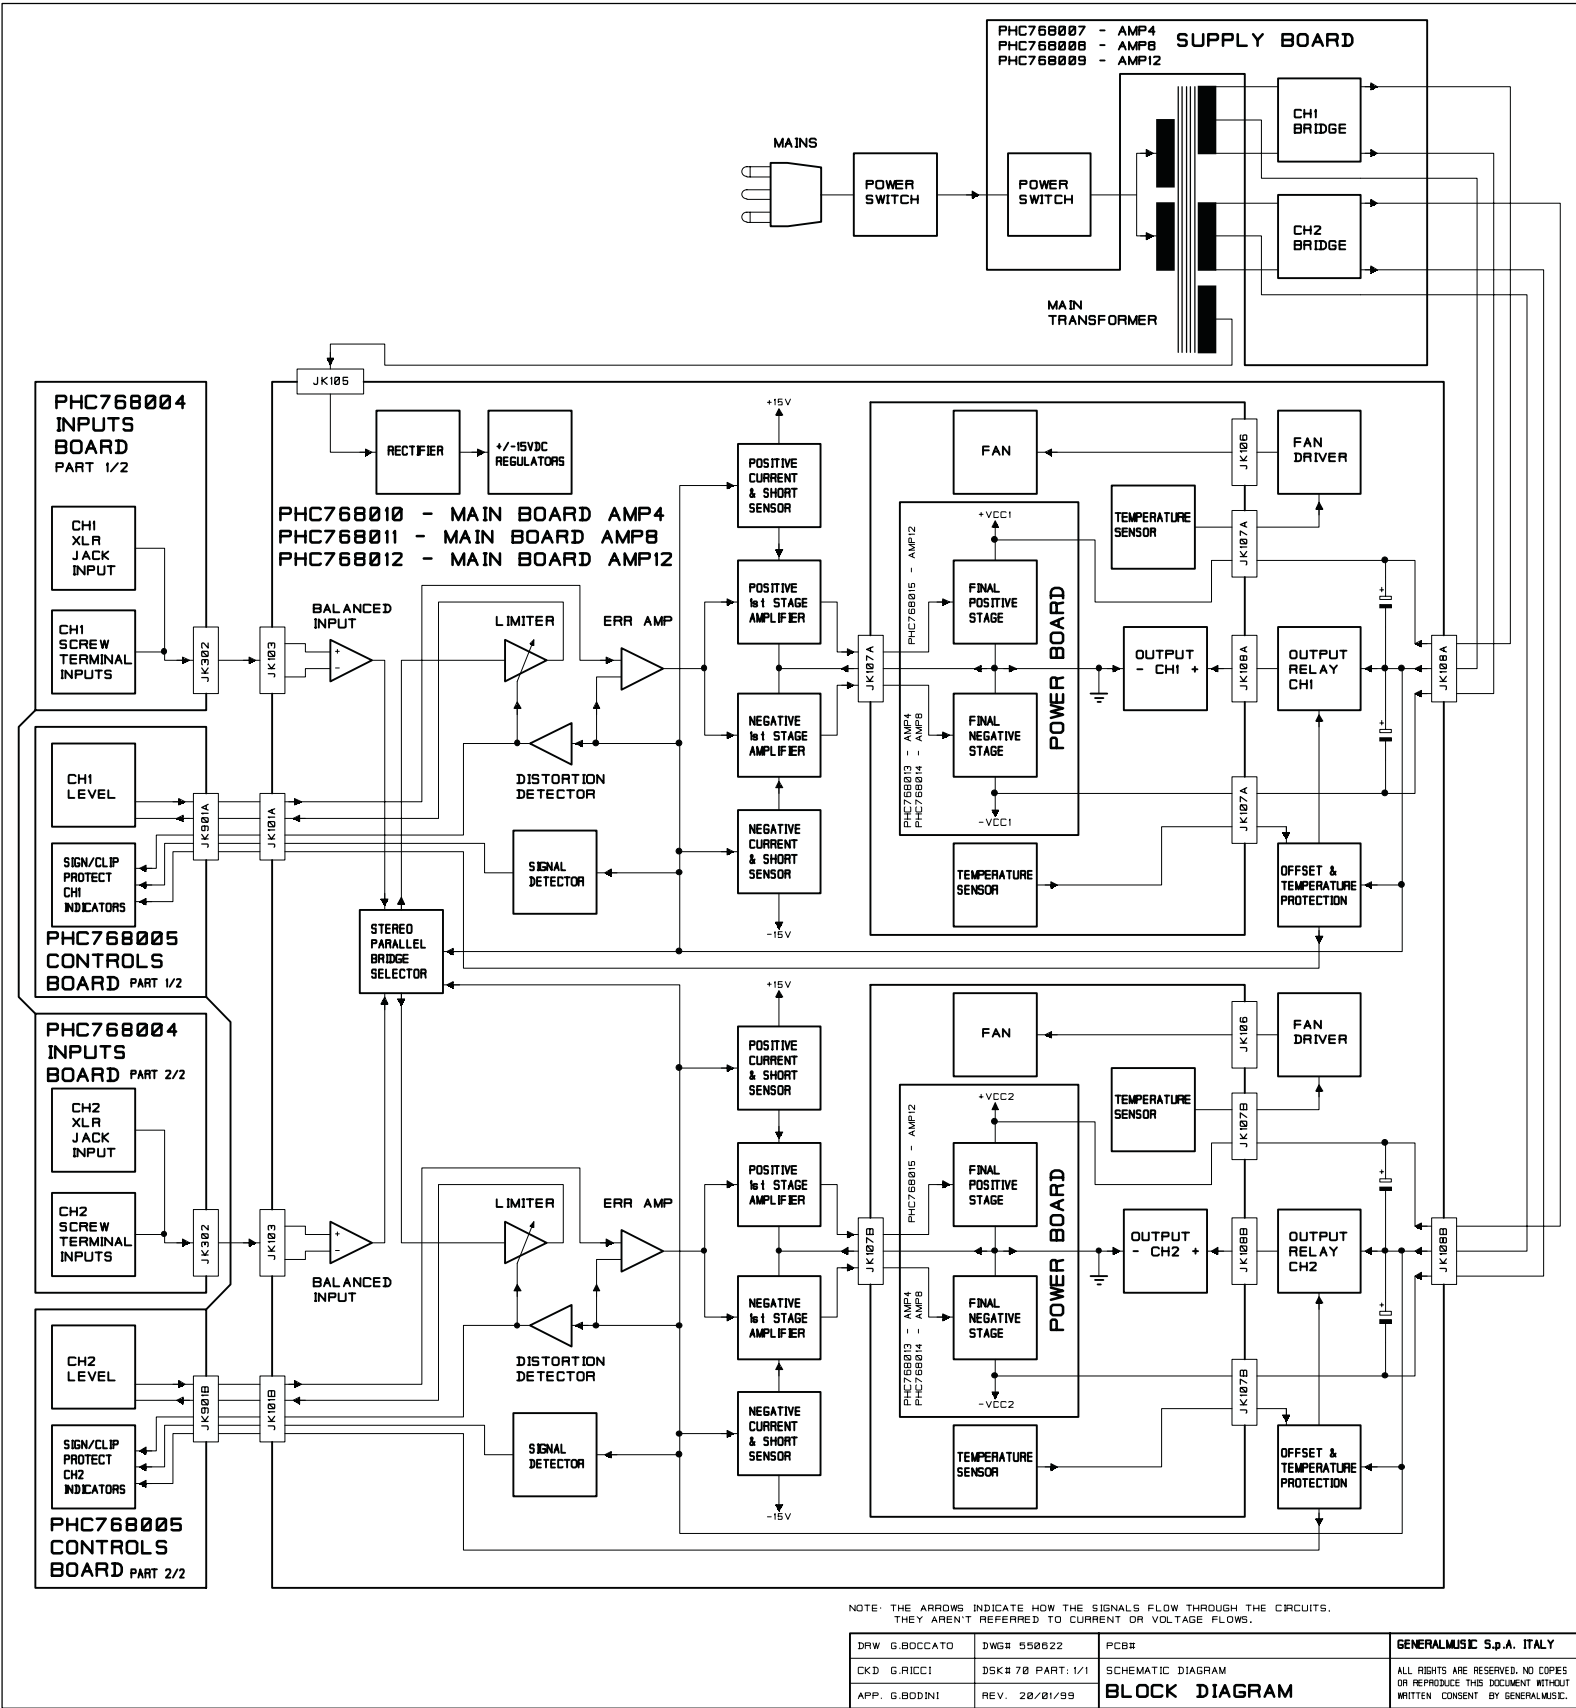 PHC768007 - AMP4
PHC768008 - AMP8
PHC768009 - AMP12
SUPPLY BOARD
CH1
BRIDGE
MAINS
POWER
SWITCH
POWER
SWITCH
CH2
BRIDGE
MAIN
TRANSFORMER
JK105
PHC768004
INPUTS
BOARD
PART 1/2
CH1
XLR
JACK
INPUT
CH1
SCREW
TERMINAL
INPUTS
JK302
JK103
RECTIFIER
+/-15VDC
REGULATORS
PHC768010 - MAIN BOARD AMP4
PHC768011 - MAIN BOARD AMP8
PHC768012 - MAIN BOARD AMP12
BALANCED
INPUT
+
-
LIMITER
ERR AMP
DISTORTION
DETECTOR
SIGNAL
DETECTOR
+15V
POSITIVE
CURRENT
& SHORT
SENSOR
POSITIVE
1st STAGE
AMPLIFIER
NEGATIVE
1st STAGE
AMPLIFIER
NEGATIVE
CURRENT
& SHORT
SENSOR
-15V
JK107A
FAN
JK106
FAN
DRIVER
TEMPERATURE
SENSOR
JK107A
+VCC1
PHC768015 - AMP12
PHC768013 - AMP4
PHC768014 - AMP8
FINAL
POSITIVE
STAGE
FINAL
NEGATIVE
STAGE
-VCC1
POWER BOARD
OUTPUT
- CH1 +
JK108A
OUTPUT
RELAY
CH1
+
+
JK108A
JK107A
TEMPERATURE
SENSOR
OFFSET &
TEMPERATURE
PROTECTION
CH1
LEVEL
SIGN/CLIP
PROTECT
CH1
INDICATORS
JK901A
JK101A
PHC768005
CONTROLS
BOARD PART 1/2
STEREO
PARALLEL
BRIDGE
SELECTOR
PHC768004
INPUTS
BOARD PART 2/2
CH2
XLR
JACK
INPUT
CH2
SCREW
TERMINAL
INPUTS
JK302
JK103
+
-
BALANCED
INPUT
LIMITER
ERR AMP
DISTORTION
DETECTOR
SIGNAL
DETECTOR
+15V
POSITIVE
CURRENT
& SHORT
SENSOR
POSITIVE
1st STAGE
AMPLIFIER
NEGATIVE
1st STAGE
AMPLIFIER
NEGATIVE
CURRENT
& SHORT
SENSOR
-15V
JK107B
FAN
JK106
FAN
DRIVER
TEMPERATURE
SENSOR
JK107B
+VCC2
PHC768015 - AMP12
PHC768013 - AMP4
PHC768014 - AMP8
FINAL
POSITIVE
STAGE
FINAL
NEGATIVE
STAGE
-VCC2
POWER BOARD
OUTPUT
- CH2 +
JK108B
OUTPUT
RELAY
CH2
+
+
JK108B
JK107B
TEMPERATURE
SENSOR
OFFSET &
TEMPERATURE
PROTECTION
CH2
LEVEL
SIGN/CLIP
PROTECT
CH2
INDICATORS
JK901B
JK101B
PHC768005
CONTROLS
BOARD PART 2/2
NOTE: THE ARROWS INDICATE HOW THE SIGNALS FLOW THROUGH THE CIRCUITS.
THEY AREN'T REFERRED TO CURRENT OR VOLTAGE FLOWS.
DRW G.BOCCATO
DWG# 550622
PCB#
GENERALMUSIC S.p.A. ITALY
CKD G.RICCI
DSK# 70 PART: 1/1
SCHEMATIC DIAGRAM
BLOCK DIAGRAM
APP. G.BODINI
REV. 20/01/99
ALL RIGHTS ARE RESERVED. NO COPIES
OR REPRODUCE THIS DOCUMENT WITHOUT
WRITTEN CONSENT BY GENERALMUSIC.